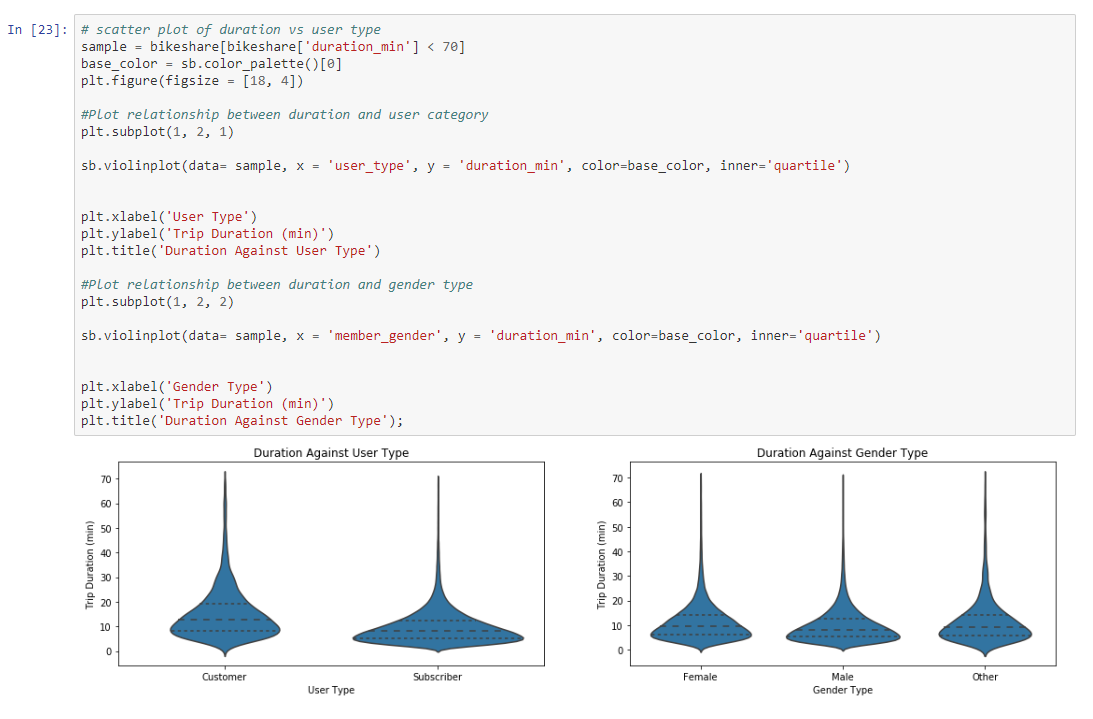 In [23]: # scatter plot of duration vs user type
sample = bikeshare[bikeshare['duration_min'] < 70]
base_color = sb.color_palette()[0]
plt.figure(figsize = [18, 4])
#Plot relationship between duration and user category
plt.subplot(1, 2, 1)
sb.violinplot(data= sample, x = 'user_type', y = 'duration_min', color=base_color, inner='quartile')
plt.xlabel('User Type')
plt.ylabel('Trip Duration (min)')
plt.title('Duration Against User Type')
#Plot relationship between duration and gender type
plt.subplot(1, 2, 2)
sb.violinplot(data= sample, x = 'member_gender', y = 'duration_min', color=base_color, inner='quartile')
plt.xlabel('Gender Type')
plt.ylabel('Trip Duration (min)')
plt.title('Duration Against Gender Type');
Duration Against User Type
Trip Duration (min)
70
60
50
40
30
20
10
0
Customer Subscriber
User Type
Duration Against Gender Type
Trip Duration (min)
70
60
50
40
30
20
10
0
Female Male Other
Gender Type